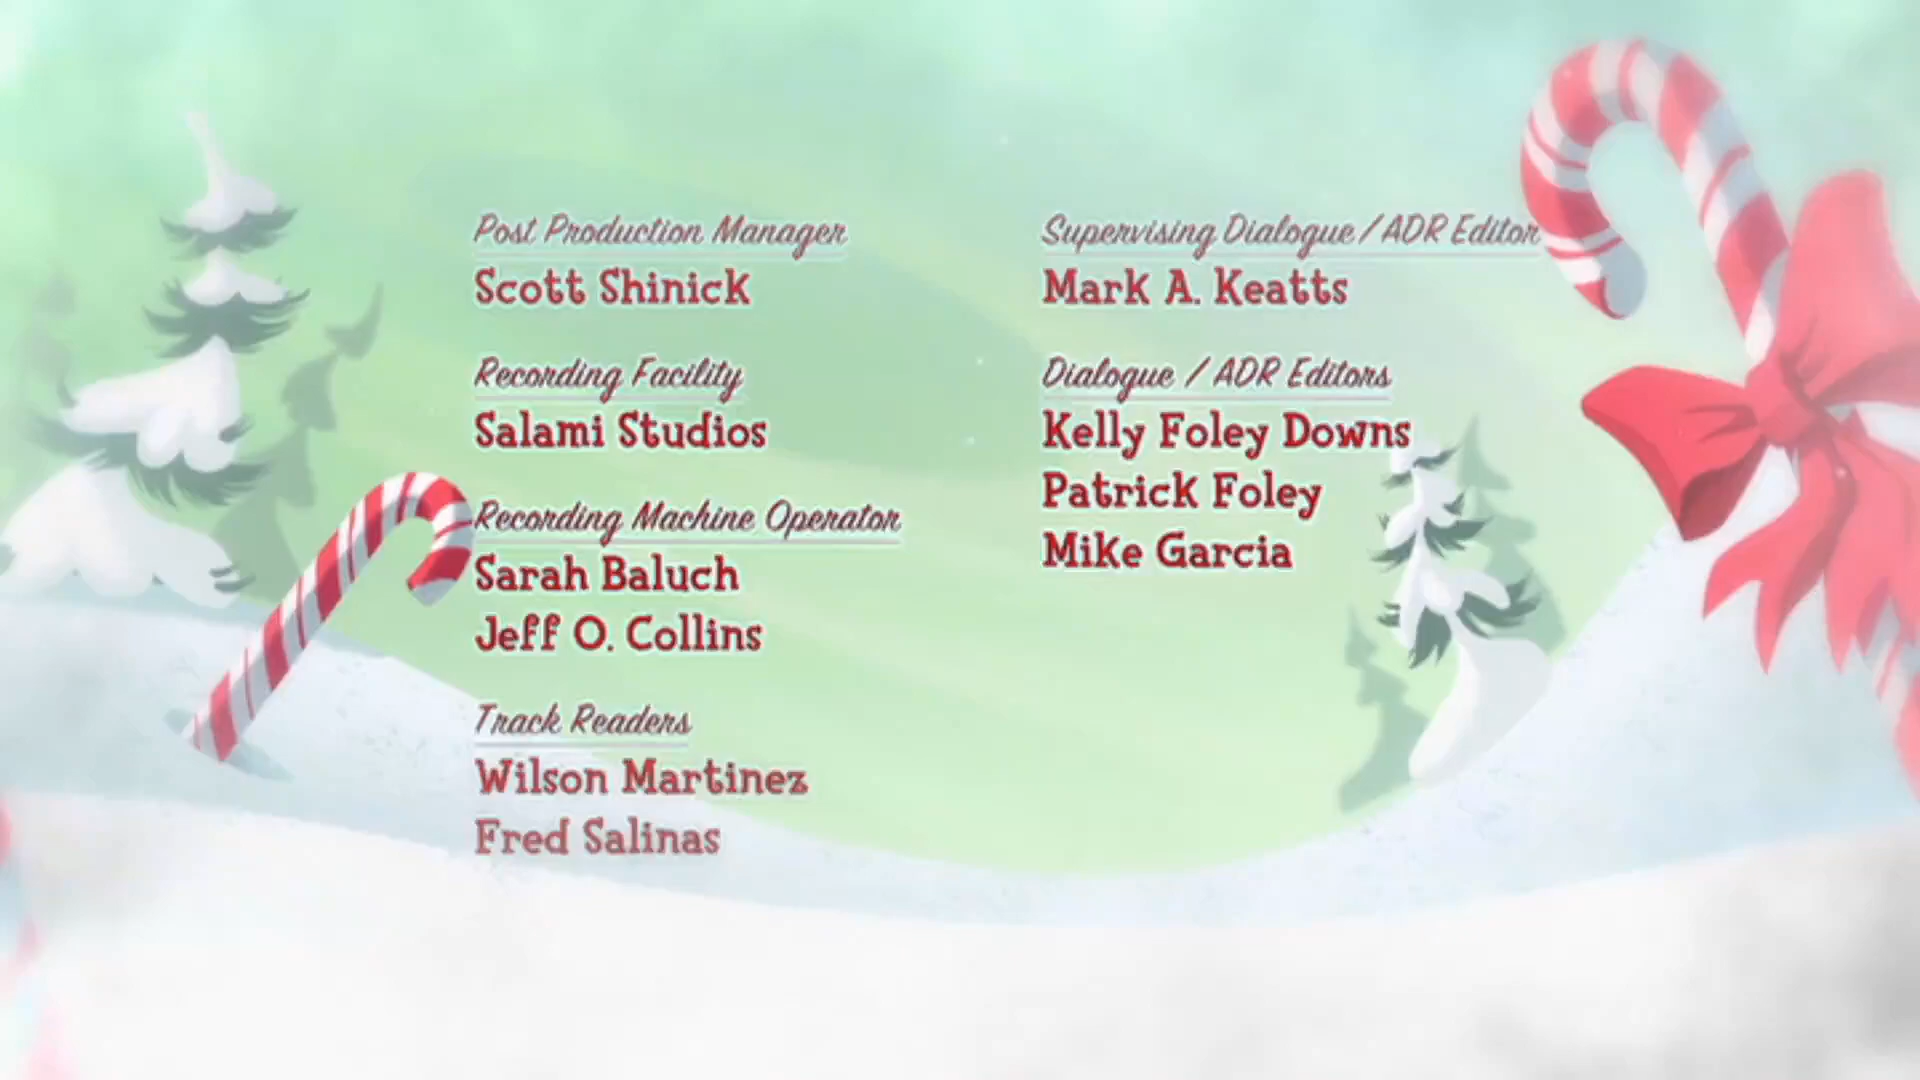 Post Production Manager
Scott Shinick
Recording Facility
Salami Studios
Recording Machine Operator
Sarah Baluch
Jeff O. Collins
Track Readers
Wilson Martinez
Fred Salinas
Supervising Dialogue / ADR Editor
Mark A. Keatts
Dialogue / ADR Editors
Kelly Foley Downs
Patrick Foley
Mike Garcia